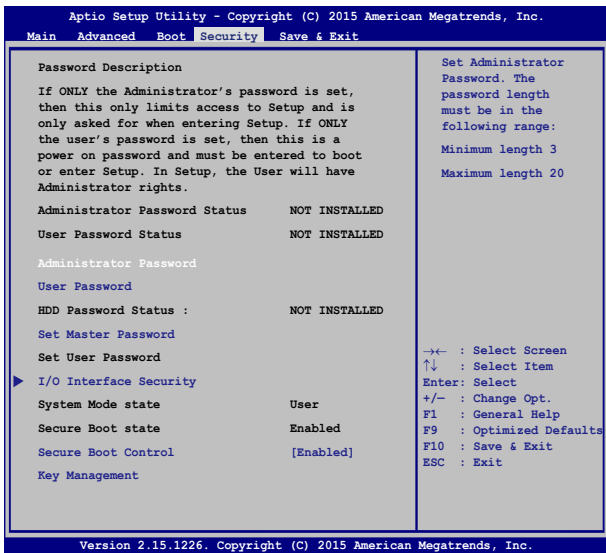 Aptio Setup Utility - Copyright (C) 2015 American Megatrends, Inc.
Main Advanced Boot Security Save & Exit
Password Description
If ONLY the Administrator's password is set,
then this only limits access to Setup and is
only asked for when entering Setup. If ONLY
the user's password is set, then this is a
power on password and must be entered to boot
or enter Setup. In Setup, the User will have
Administrator rights.
Administrator Password Status NOT INSTALLED
User Password Status NOT INSTALLED
Administrator Password
User Password
HDD Password Status : NOT INSTALLED
Set Master Password
Set User Password
I/O Interface Security
System Mode state User
Secure Boot state Enabled
Secure Boot Control [Enabled]
Key Management
Set Administrator
Password. The
password length
must be in the
following range:
Minimum length 3
Maximum length 20
→← : Select Screen
↑↓ : Select Item
Enter: Select
+/— : Change Opt.
F1 : General Help
F9 : Optimized Defaults
F10 : Save & Exit
ESC : Exit
Version 2.15.1226. Copyright (C) 2015 American Megatrends, Inc.